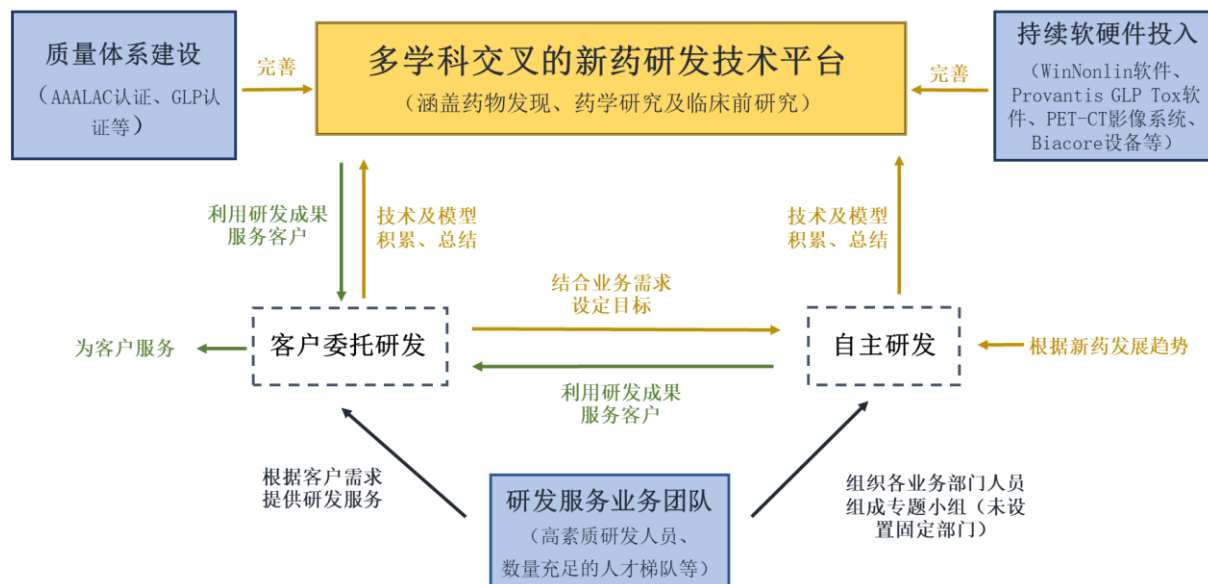 质量体系建设
（AAALAC认证、GLP认
证等）
完善
多学科交叉的新药研发技术平台
（涵盖药物发现、药学研究及临床前研究）
完善
持续软硬件投入
（WinNonlin软件、
Provantis GLP Tox软
件、PET-CT影像系统、
Biacore设备等）
利用研发成果
服务客户
技术及模型
积累、总结
技术及模型
积累、总结
结合业务需求
设定目标
为客户服务
客户委托研发
自主研发
根据新药发展趋势
利用研发成果
服务客户
根据客户需求
提供研发服务
研发服务业务团队
（高素质研发人员、
数量充足的人才梯队等）
组织各业务部门人员
组成专题小组（未设
置固定部门）